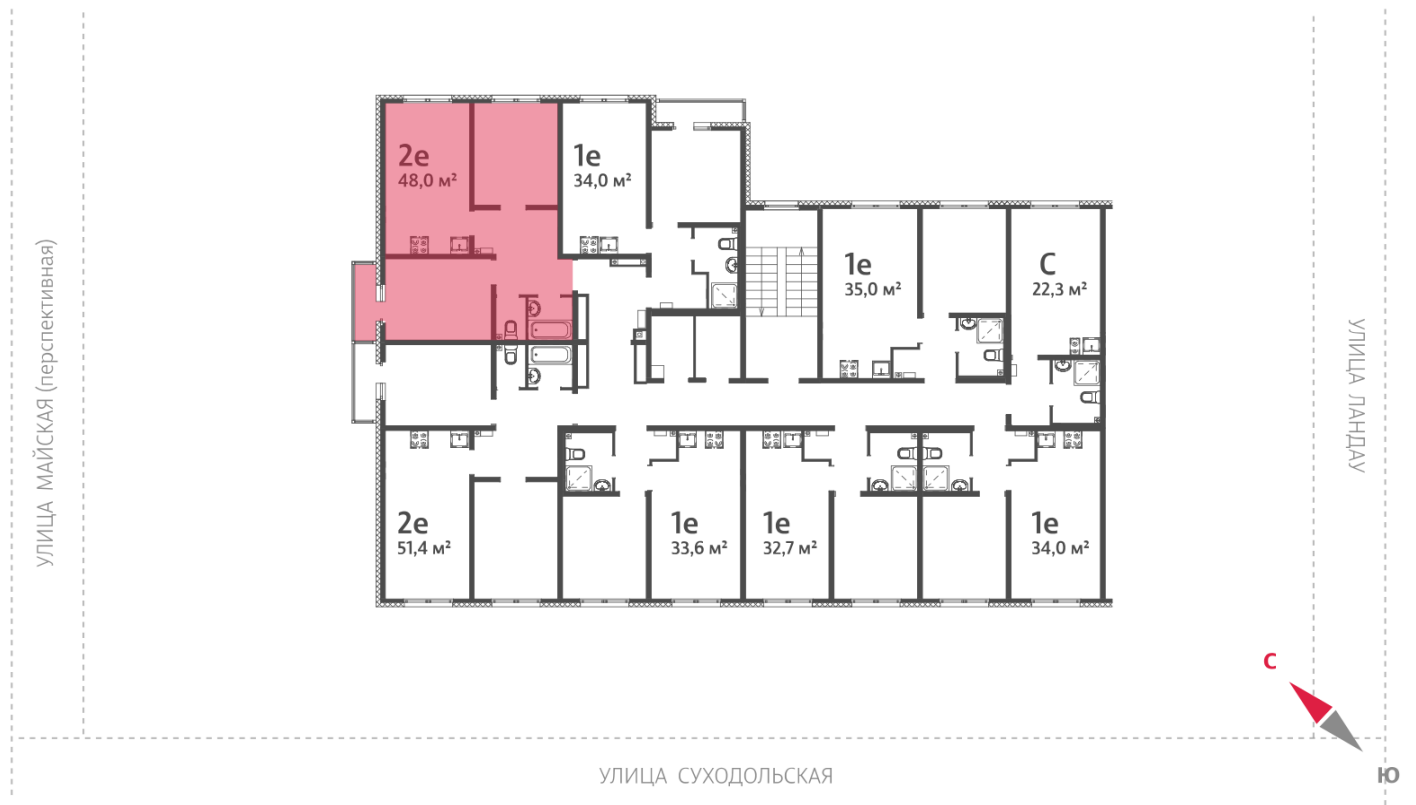 2е
48,0 м²
1е
34,0 м²
1е
35,0 м²
С
22,3 м²
УЛИЦА МАЙСКАЯ (перспективная)
УЛИЦА ЛАНДАУ
2е
51,4 м²
1е
33,6 м²
1е
32,7 м²
1е
34,0 м²
С
Ю
УЛИЦА СУХОДОЛЬСКАЯ